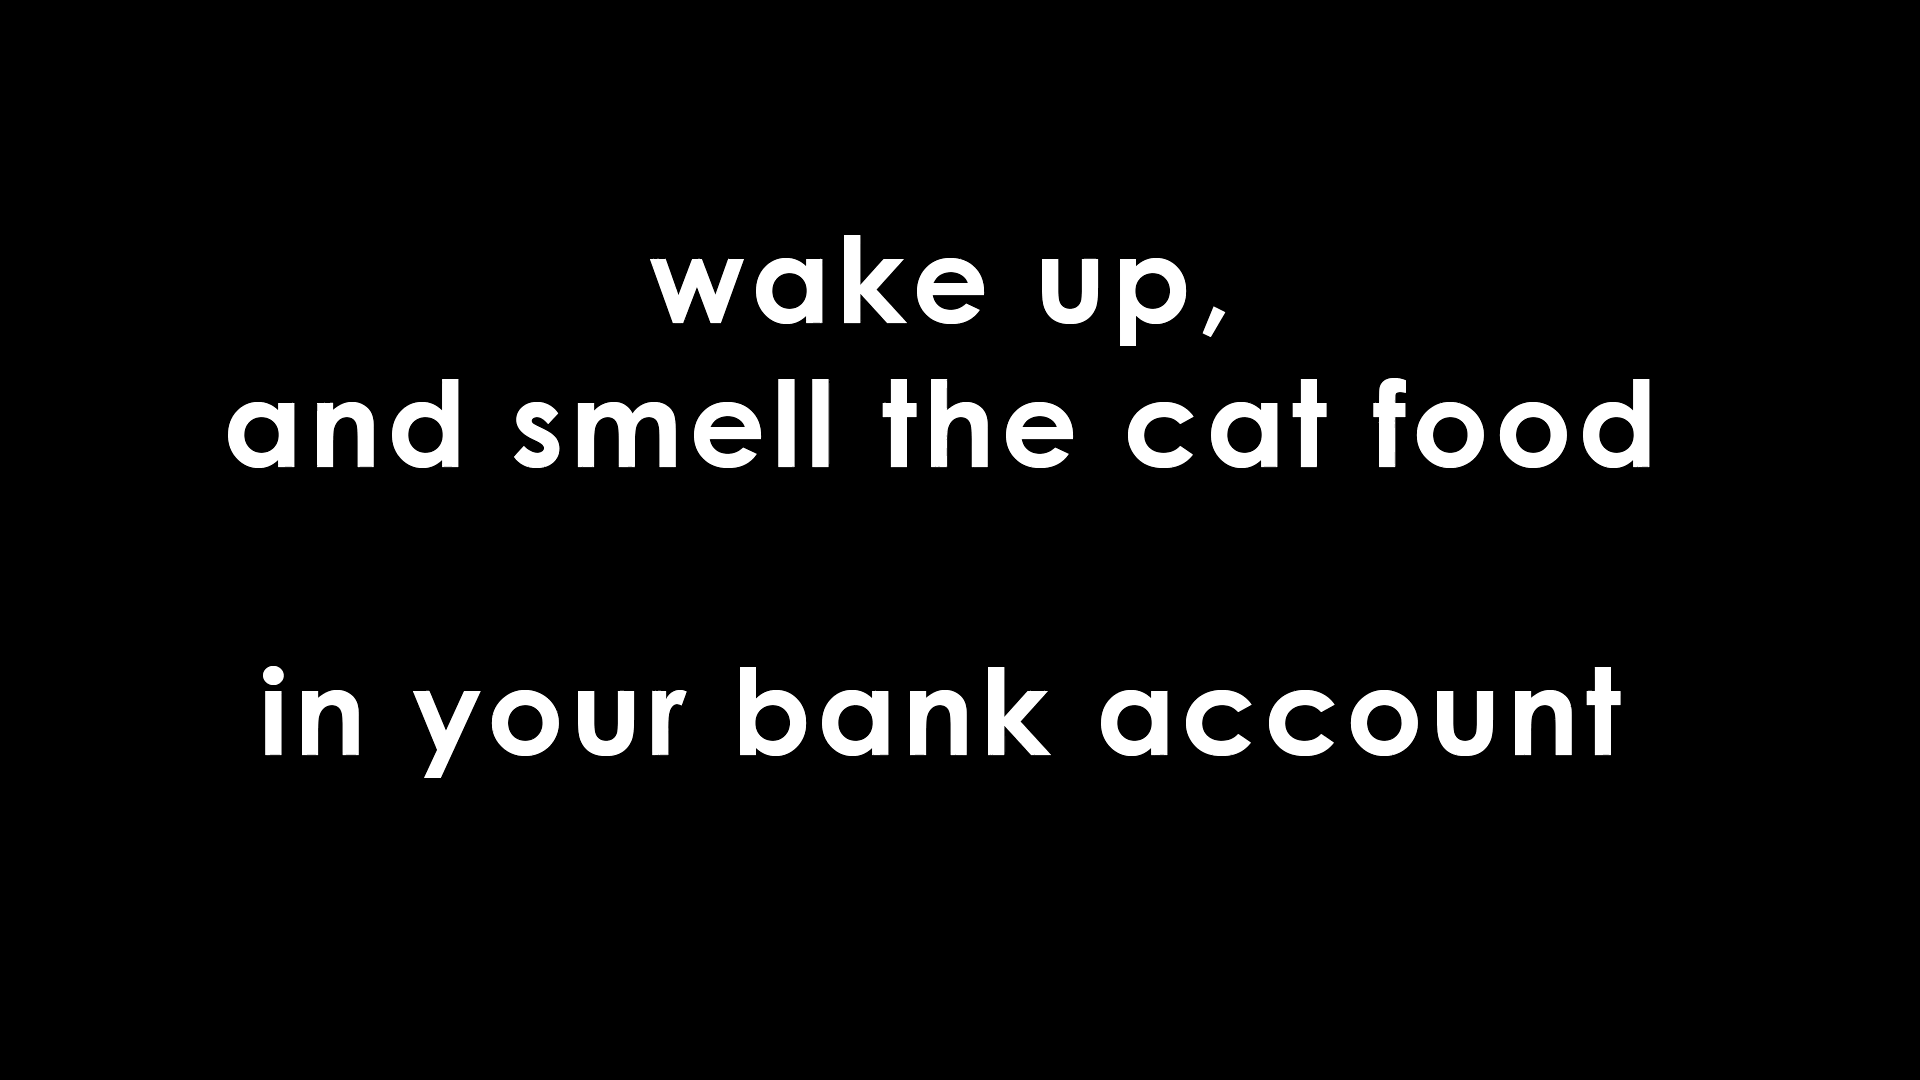 wake up,
and smell the cat food
in your bank account